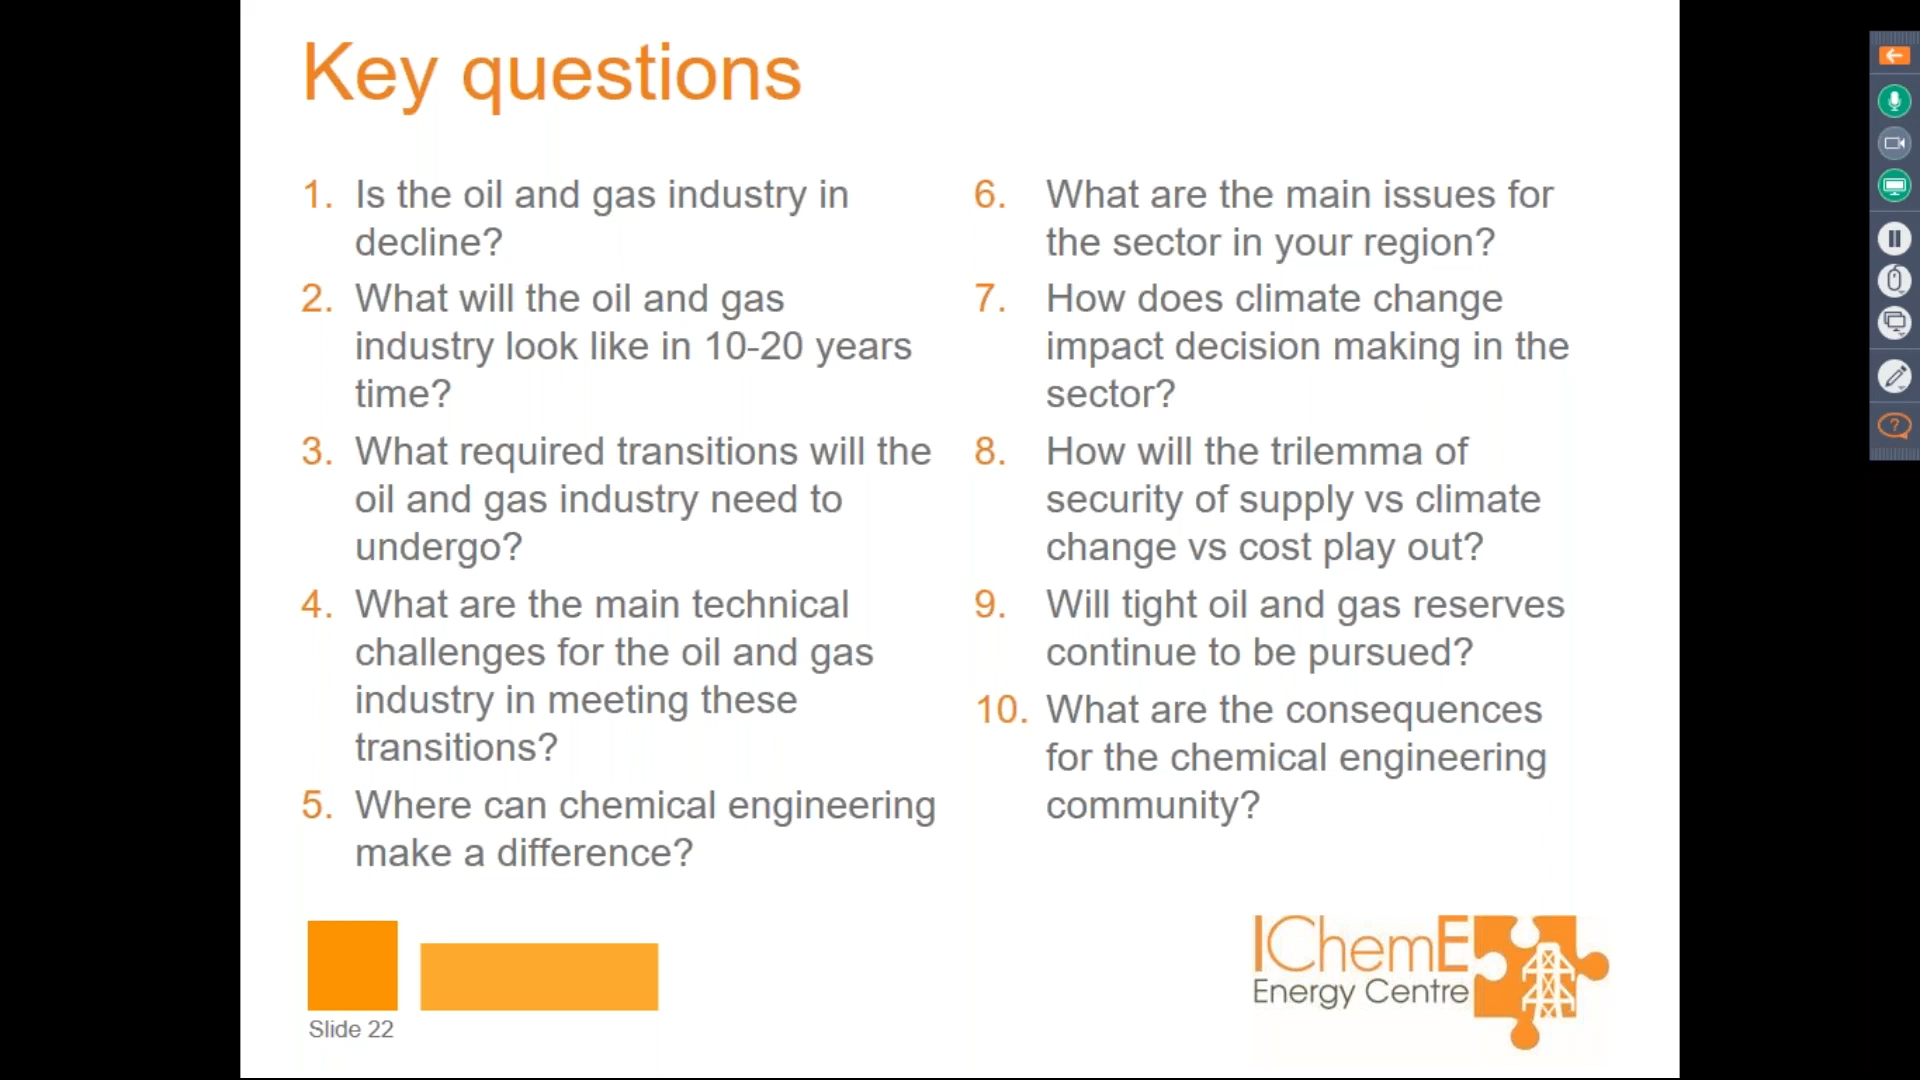 Key questions
1. Is the oil and gas industry in
decline?
2. What will the oil and gas
industry look like in 10-20 years
time?
3. What required transitions will the
oil and gas industry need to
undergo?
4. What are the main technical
challenges for the oil and gas
industry in meeting these
transitions?
5. Where can chemical engineering
make a difference?
6. What are the main issues for
the sector in your region?
7. How does climate change
impact decision making in the
sector?
8. How will the trilemma of
security of supply vs climate
change vs cost play out?
9. Will tight oil and gas reserves
continue to be pursued?
10. What are the consequences
for the chemical engineering
community?
IChemE
Energy Centre
Slide 22
?